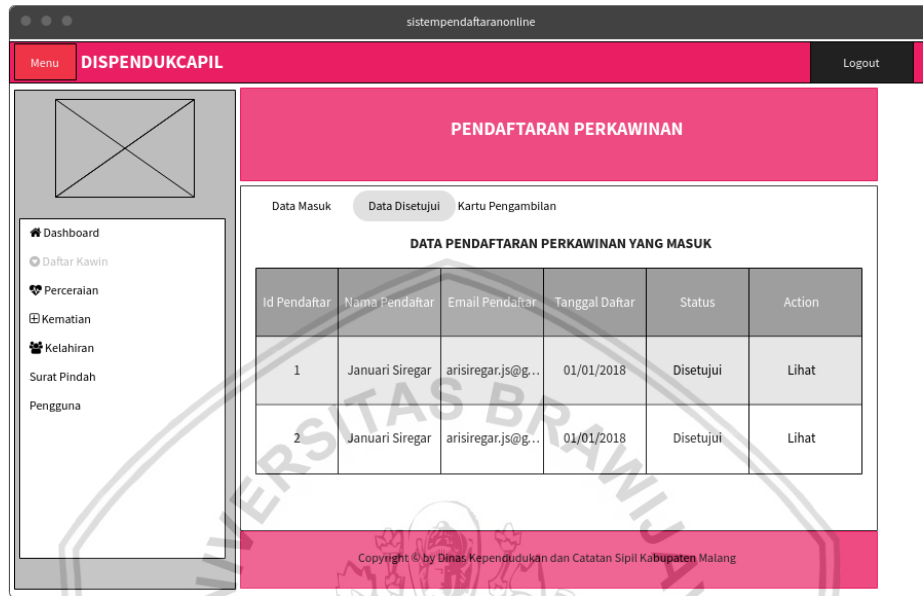 sistempendaftaranonline
Menu DISPENDUKCAPIL Logout
PENDAFTARAN PERKAWINAN
Data Masuk Data Disetujui Kartu Pengambilan
Dashboard
Daftar Kawin
Perceraian
Kematian
Kelahiran
Surat Pindah
Pengguna
DATA PENDAFTARAN PERKAWINAN YANG MASUK
Id Pendaftar Nama Pendaftar Email Pendaftar Tanggal Daftar Status Action
1 Januari Siregar arisiregar.js@g... 01/01/2018 Disetujui Lihat
2 Januari Siregar arisiregar.js@g... 01/01/2018 Disetujui Lihat
Copyright © by Dinas Kependudukan dan Catatan Sipil Kabupaten Malang